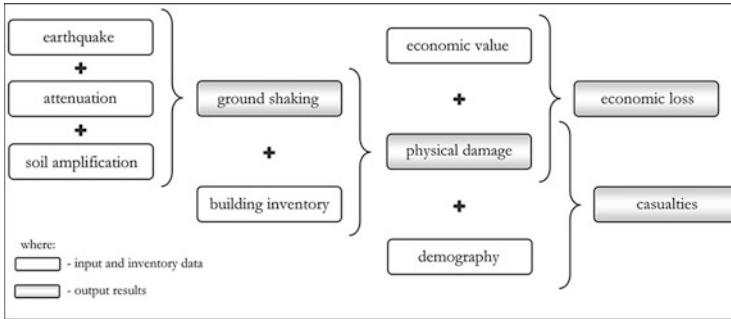 earthquake
+
attenuation
+
soil amplification
ground shaking
+
building inventory
economic value
+
physical damage
+
demography
economic loss
casualties
where:
- input and inventory data
- output results